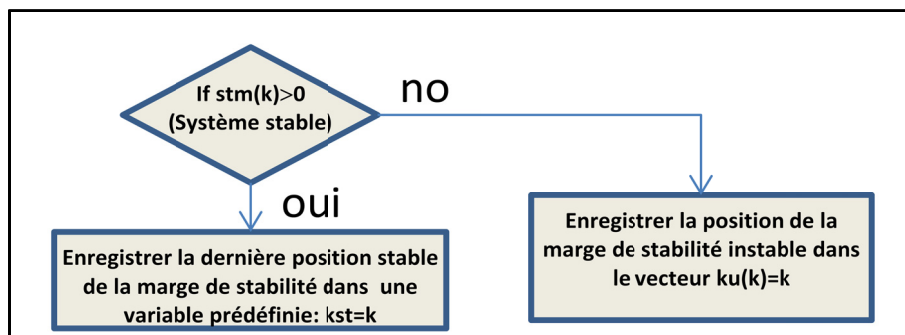 If stm(k)>0
(Système stable)
no
oui
Enregistrer la dernière position stable
de la marge de stabilité dans une
variable prédéfinie: kst=k
Enregistrer la position de la
marge de stabilité instable dans
le vecteur ku(k)=k